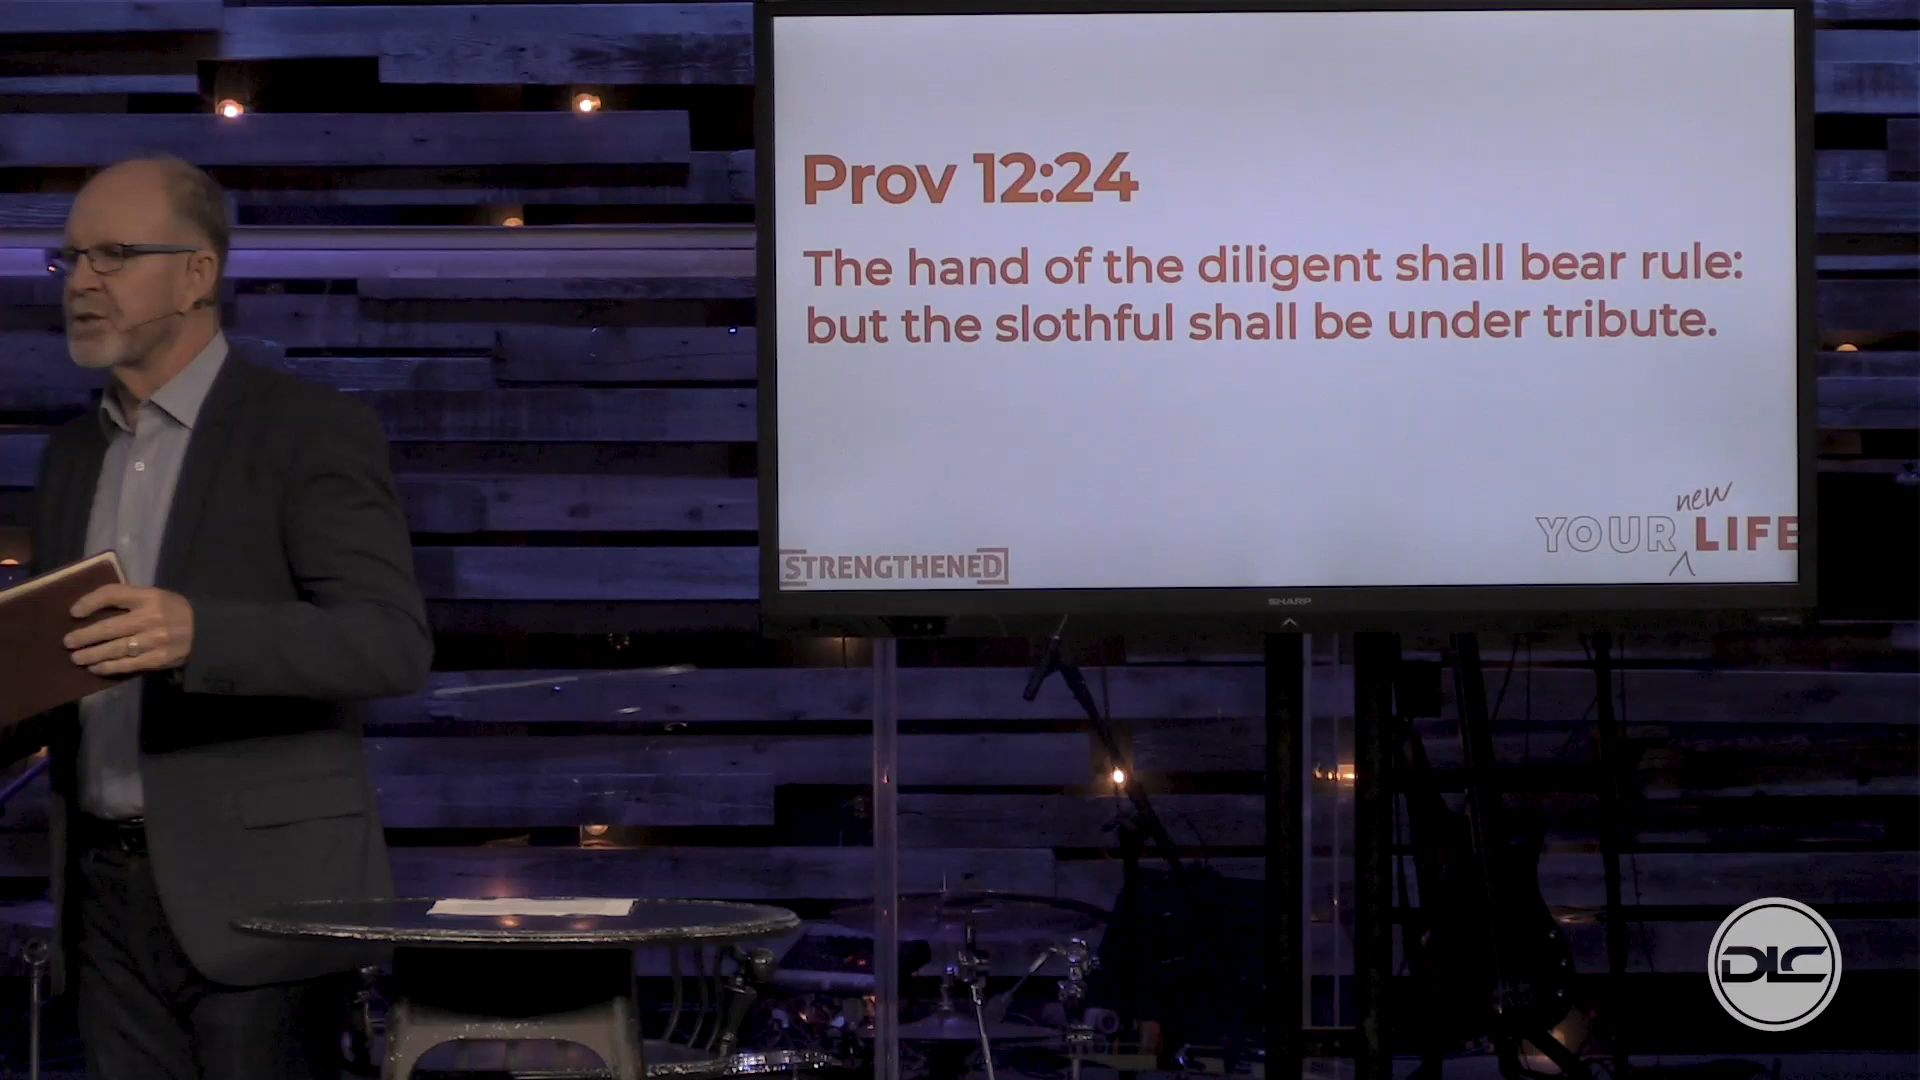 Prov 12:24
The hand of the diligent shall bear rule:
but the slothful shall be under tribute.
new
YOUR LIFE
STRENGTHENED
SHARP
DLC